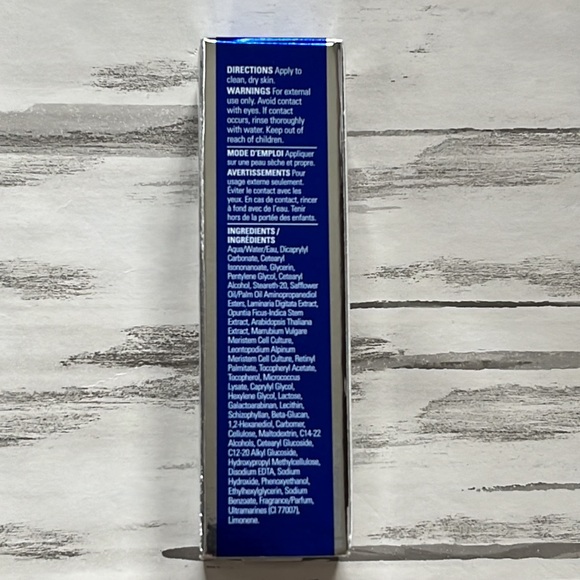 DIRECTIONS Apply to
clean, dry skin.
WARNINGS For external
use only. Avoid contact
with eyes. If contact
occurs, rinse thoroughly
with water. Keep out of
reach of children.
MODE D'EMPLOI Appliquer
sur une peau sèche et propre.
AVERTISSEMENTS Pour
usage externe seulement.
Éviter le contact avec les
yeux. En cas de contact, rincer
à fond avec de l'eau. Tenir
hors de la portée des enfants.
INGREDIENTS /
INGRÉDIENTS
Aqua/Water/Eau, Dicaprylyl
Carbonate, Cetearyl
Isononanoate, Glycerin,
Pentylene Glycol, Cetearyl
Alcohol, Steareth-20, Safflower
Oil/Palm Oil Aminopropanediol
Esters, Laminaria Digitata Extract,
Opuntia Ficus-Indica Stem
Extract, Arabidopsis Thaliana
Extract, Marrubium Vulgare
Meristem Cell Culture,
Leontopodium Alpinum
Meristem Cell Culture, Retinyl
Palmitate, Tocopheryl Acetate,
Tocopherol, Micrococcus
Lysate, Caprylyl Glycol,
Hexylene Glycol, Lactose,
Galactoarabinan, Lecithin,
Schizophyllan, Beta-Glucan,
1,2-Hexanediol, Carbomer,
Cellulose, Maltodextrin, C14-22
Alcohols, Cetearyl Glucoside,
C12-20 Alkyl Glucoside,
Hydroxypropyl Methylcellulose,
Disodium EDTA, Sodium
Hydroxide, Phenoxyethanol,
Ethylhexylglycerin, Sodium
Benzoate, Fragrance/Parfum,
Ultramarines (CI 77007),
Limonene.